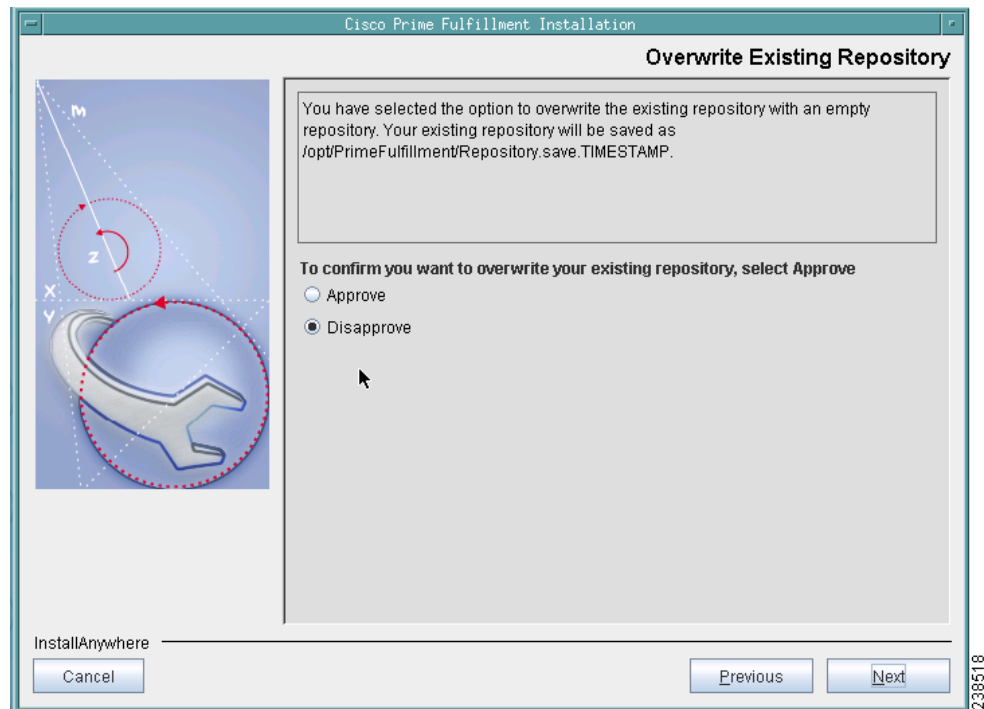 Cisco Prime Fulfillment Installation
Overwrite Existing Repository
You have selected the option to overwrite the existing repository with an empty
repository. Your existing repository will be saved as
/opt/PrimeFulfillment/Repository.save.TIMESTAMP.
To confirm you want to overwrite your existing repository, select Approve
Approve
Disapprove
M
Z
X
Y
InstallAnywhere
Cancel
Previous
Next
238518